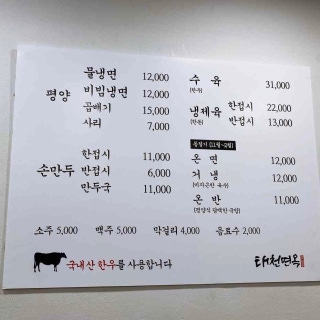 평양
물냉면 12,000
비빔냉면 12,000
곱빼기 15,000
사리 7,000
손만두
한접시 11,000
반접시 6,000
만두국 11,000
수육 31,000
냉제육
한접시 22,000
반접시 13,000
온면 12,000
거냉 12,000
온반 11,000
소주 5,000 맥주 5,000 막걸리 4,000 음료수 2,000
국내산 한우를 사용합니다
태천면옥